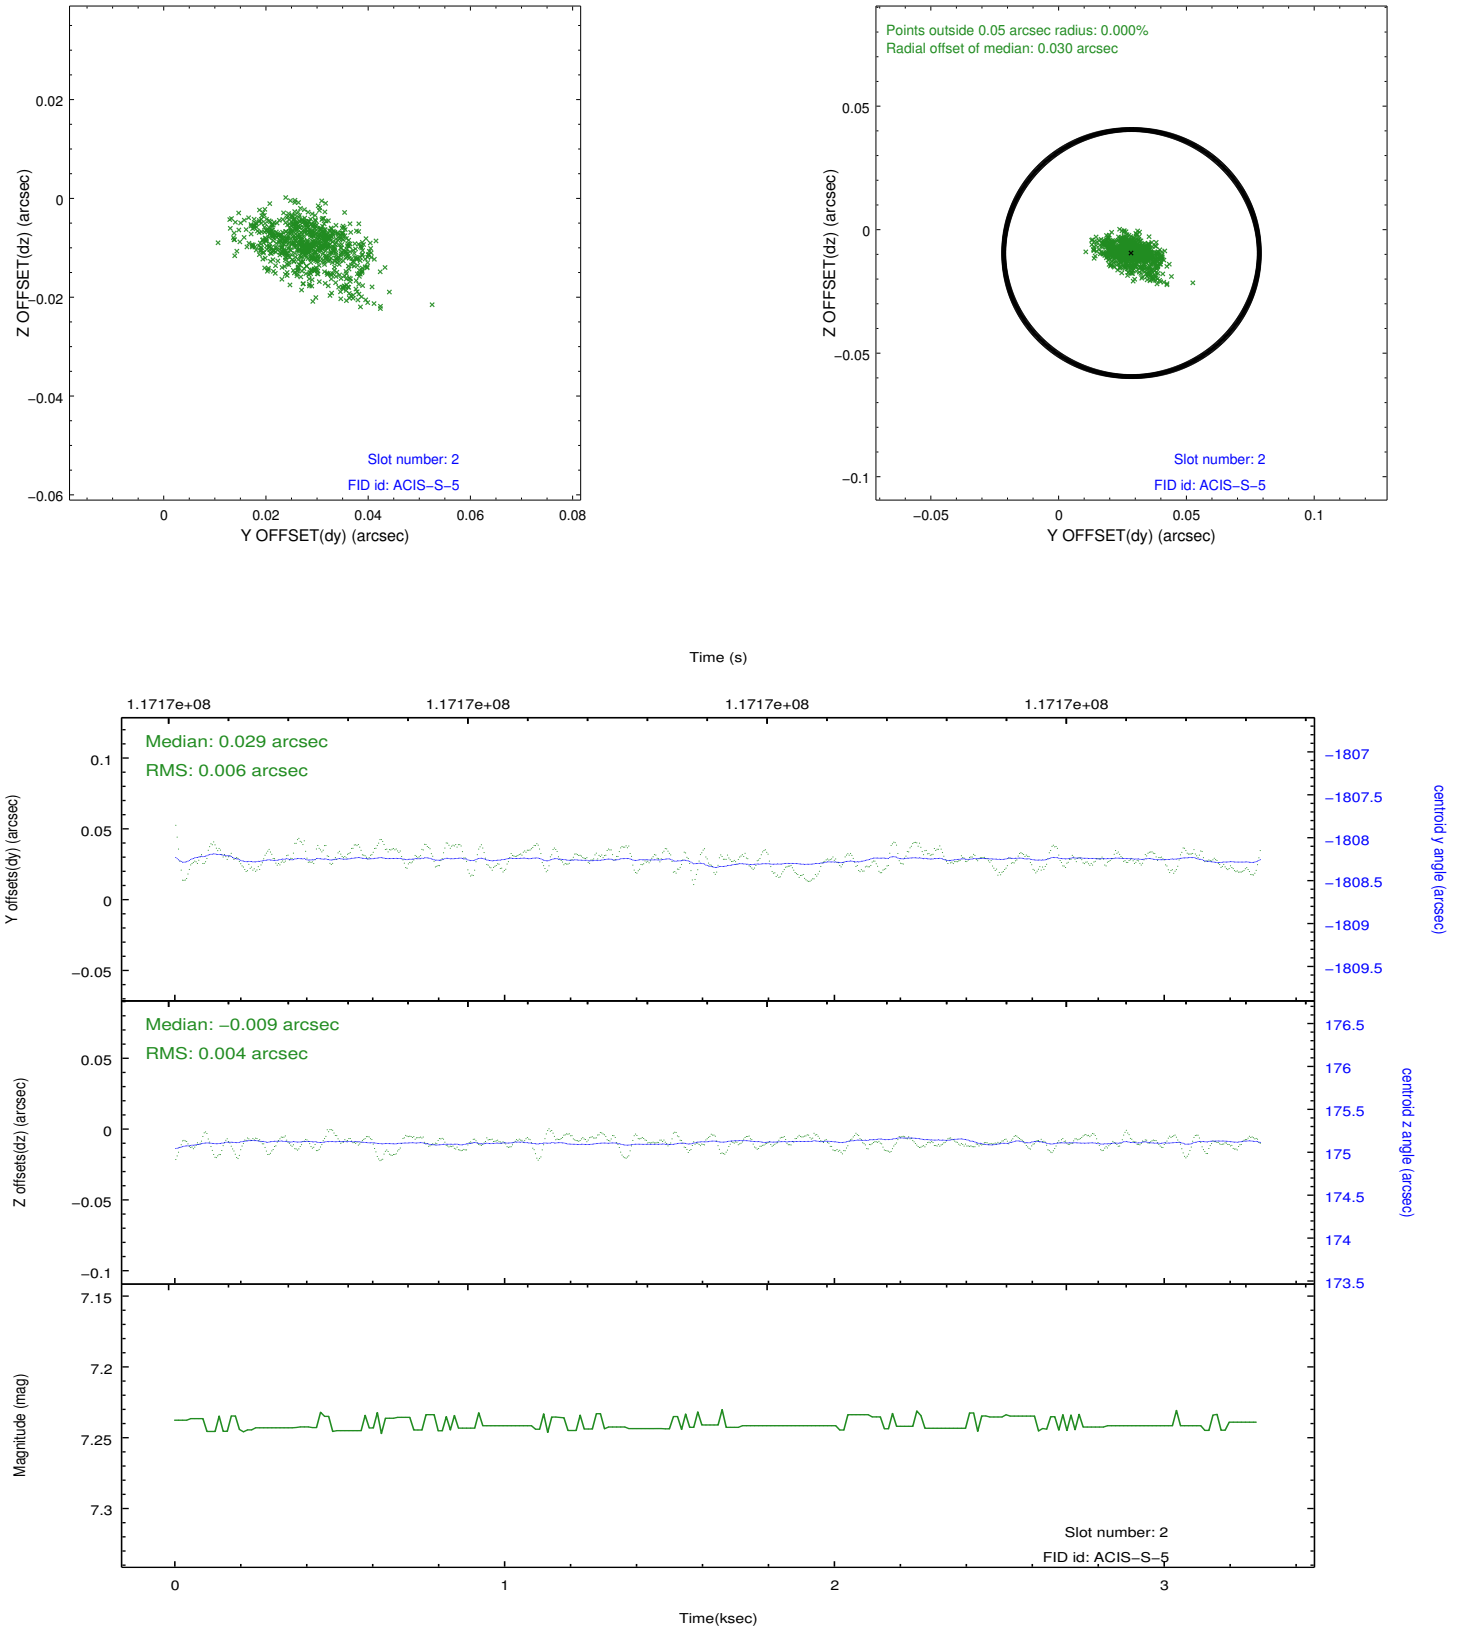 0.02
0
−0.02
−0.04
−0.06
Z OFFSET(dz) (arcsec)
Slot number: 2
FID id: ACIS−S−5
0
0.02
0.04
0.06
0.08
Y OFFSET(dy) (arcsec)
Points outside 0.05 arcsec radius: 0.000%
Radial offset of median: 0.030 arcsec
0.05
0
−0.05
−0.1
Z OFFSET(dz) (arcsec)
Slot number: 2
FID id: ACIS−S−5
−0.05
0
0.05
0.1
Y OFFSET(dy) (arcsec)
Time (s)
1.1717e+08
1.1717e+08
1.1717e+08
1.1717e+08
Median: 0.029 arcsec
RMS: 0.006 arcsec
0.1
0.05
0
−0.05
Y offsets(dy) (arcsec)
−1807
−1807.5
−1808
−1808.5
−1809
−1809.5
centroid y angle (arcsec)
Median: −0.009 arcsec
RMS: 0.004 arcsec
0.05
0
−0.05
−0.1
Z offsets(dz) (arcsec)
176.5
176
175.5
175
174.5
174
173.5
centroid z angle (arcsec)
7.15
7.2
7.25
7.3
Magnitude (mag)
Slot number: 2
FID id: ACIS−S−5
0
1
2
3
Time(ksec)